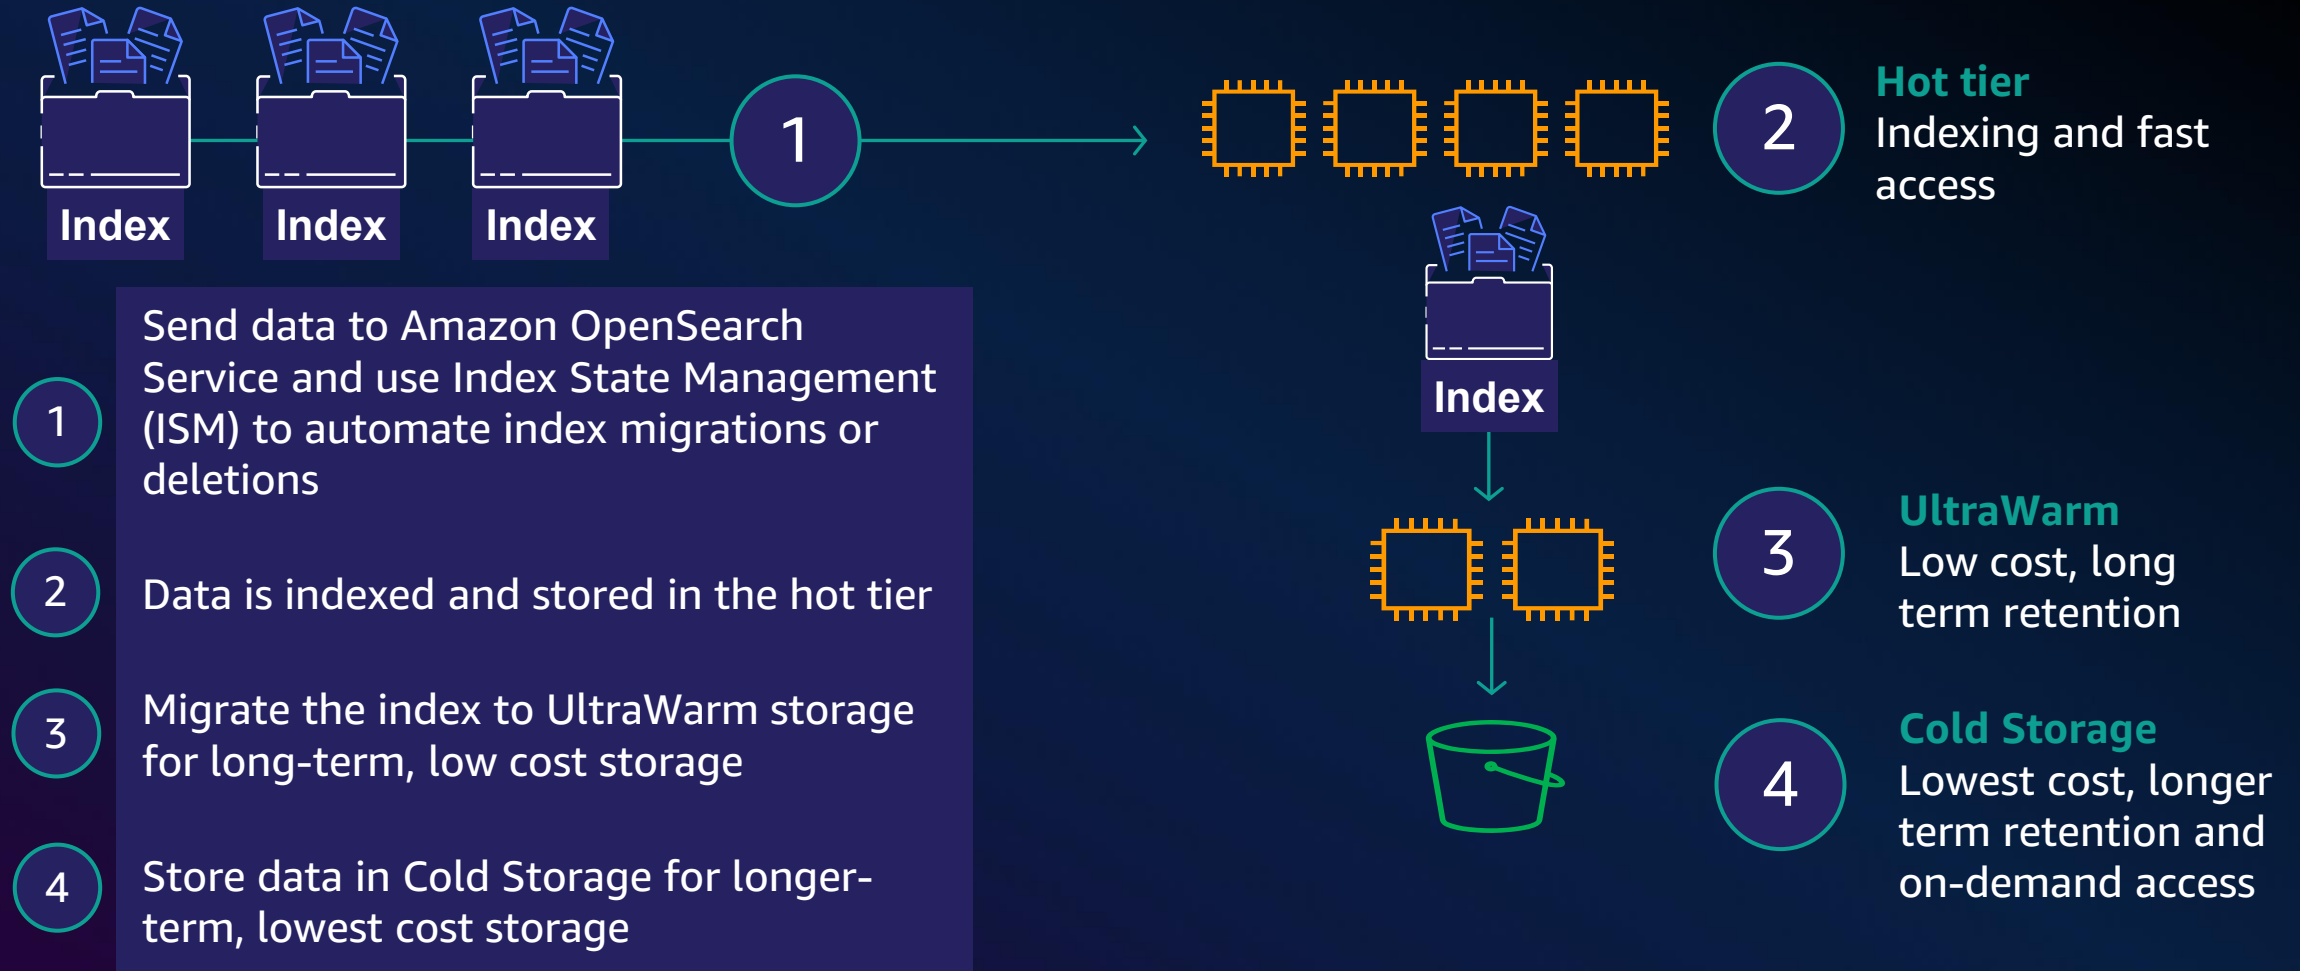 Index
Index
Index
1
2
Hot tier
Indexing and fast
access
Index
1
Send data to Amazon OpenSearch
Service and use Index State Management
(ISM) to automate index migrations or
deletions
2
Data is indexed and stored in the hot tier
3
Migrate the index to UltraWarm storage
for long-term, low cost storage
4
Store data in Cold Storage for longer-
term, lowest cost storage
3
UltraWarm
Low cost, long
term retention
4
Cold Storage
Lowest cost, longer
term retention and
on-demand access